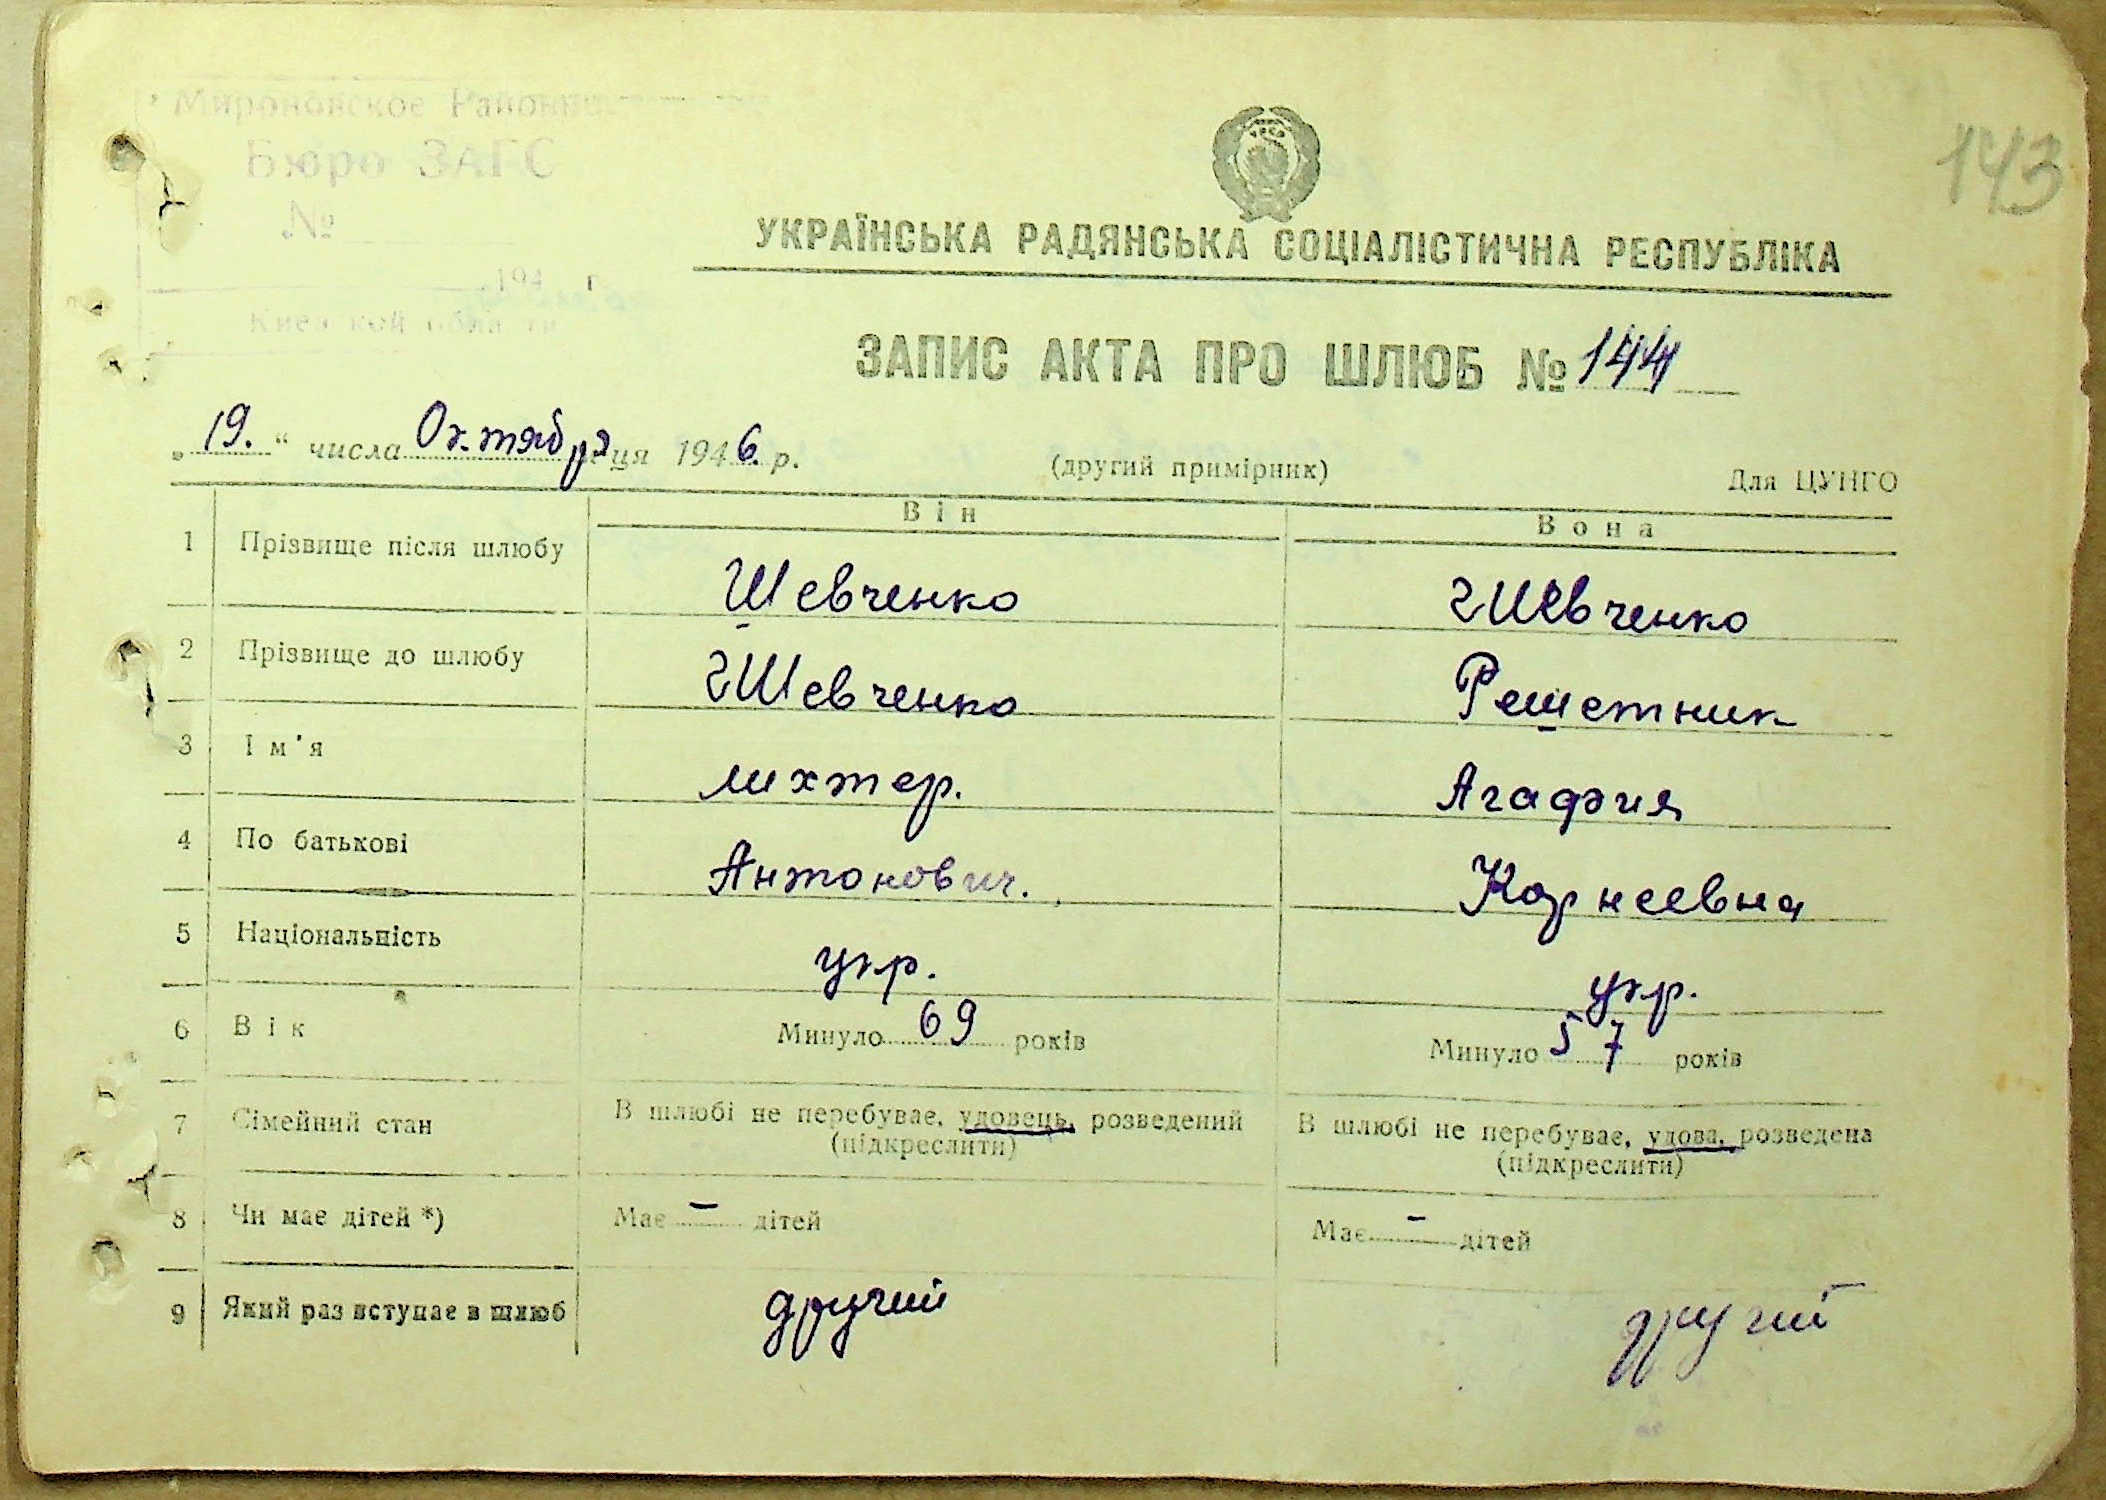 143
Мироновское Районное
Бюро ЗАГС
№
194 г.
Киевской области
УКРАЇНСЬКА РАДЯНСЬКА СОЦІАЛІСТИЧНА РЕСПУБЛІКА
ЗАПИС АКТА ПРО ШЛЮБ № 144
„19." числа Октября ця 1946. р.
(другий примірник) Для ЦУНГО
Він Вона
1 Прізвище після шлюбу Шевченко Шевченко
2 Прізвище до шлюбу Шевченко Решетник
3 Ім'я лихтер. Агафия
4 По батькові Антонович. Корнеевна
5 Національність укр. укр.
6 Вік Минуло 69 років Минуло 57 років
7 Сімейний стан В шлюбі не перебуває, удовець, розведений В шлюбі не перебуває, удова, розведена
(підкреслити) (підкреслити)
8 Чи має дітей *) Має – дітей Має – дітей
9 Який раз вступає в шлюб другий другий